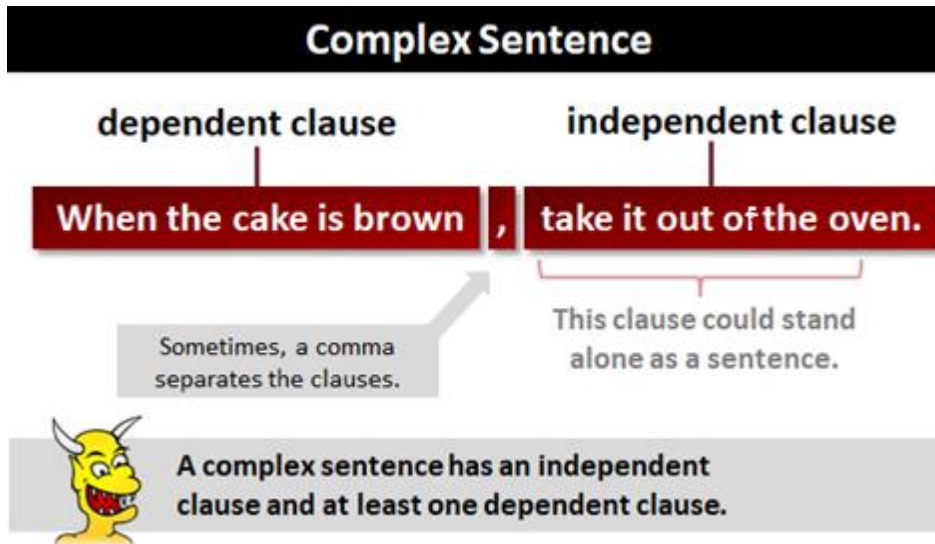 Complex Sentence
dependent clause
independent clause
When the cake is brown , take it out of the oven.
Sometimes, a comma
separates the clauses.
This clause could stand
alone as a sentence.
A complex sentence has an independent
clause and at least one dependent clause.